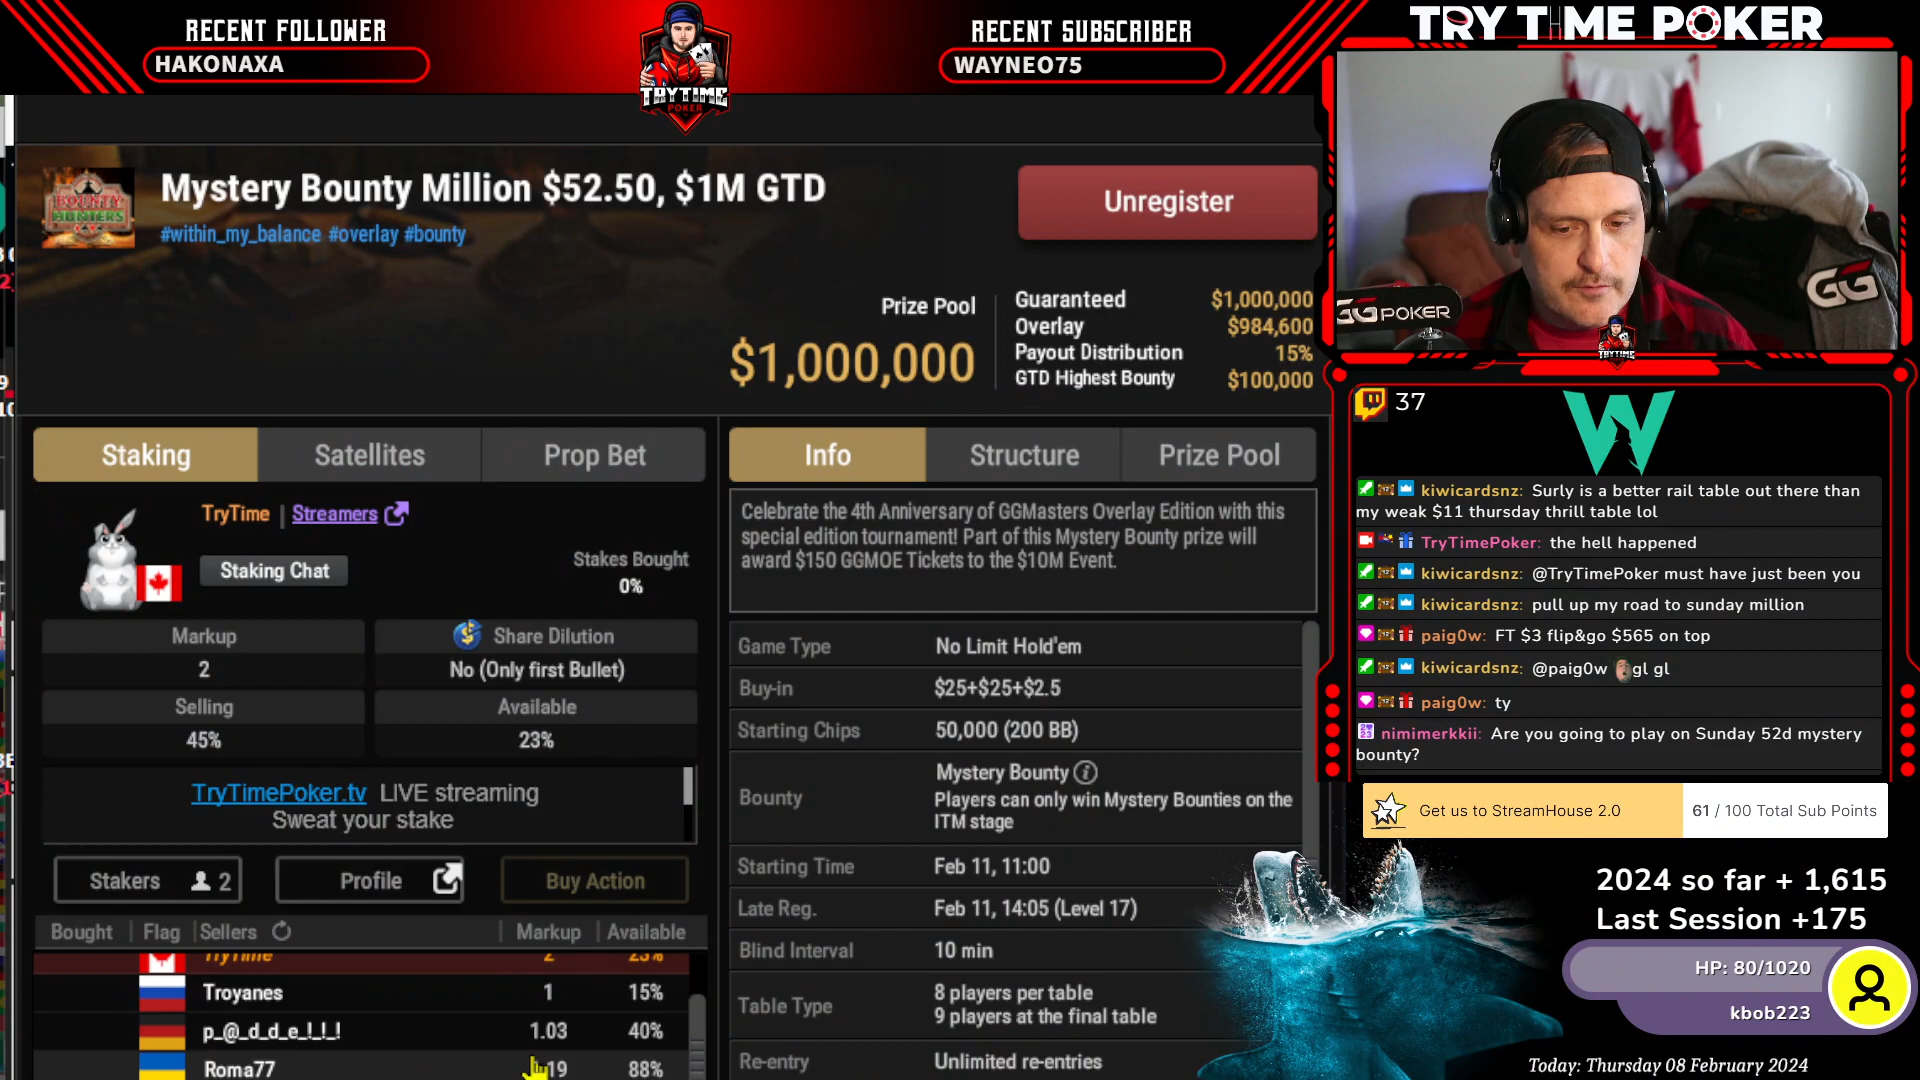 RECENT FOLLOWER
HAKONAXA
TRYTIME
POKER
RECENT SUBSCRIBER
WAYNEO75
TRY TIME POKER
Mystery Bounty Million $52.50, $1M GTD
#within_my_balance #overlay #bounty
BOUNTY
HUNTERS
Unregister
Prize Pool
$1,000,000
Guaranteed $1,000,000
Overlay $984,600
Payout Distribution 15%
GTD Highest Bounty $100,000
GG POKER
GG
TRYTIME
Staking Satellites Prop Bet
TryTime | Streamers
Staking Chat
Stakes Bought
0%
Markup
2
Share Dilution
No (Only first Bullet)
Selling
45%
Available
23%
TryTimePoker.tv LIVE streaming
Sweat your stake
Stakers 2
Profile
Buy Action
Bought Flag Sellers Markup Available
TryTime 2 23%
Troyanes 1 15%
p_@_d_d_e_!_!_! 1.03 40%
Roma77 19 88%
Info Structure Prize Pool
Celebrate the 4th Anniversary of GGMasters Overlay Edition with this
special edition tournament! Part of this Mystery Bounty prize will
award $150 GGMOE Tickets to the $10M Event.
Game Type No Limit Hold'em
Buy-in $25+$25+$2.5
Starting Chips 50,000 (200 BB)
Bounty Mystery Bounty
Players can only win Mystery Bounties on the
ITM stage
Starting Time Feb 11, 11:00
Late Reg. Feb 11, 14:05 (Level 17)
Blind Interval 10 min
Table Type 8 players per table
9 players at the final table
Re-entry Unlimited re-entries
37
kiwicardsnz: Surly is a better rail table out there than
my weak $11 thursday thrill table lol
TryTimePoker: the hell happened
kiwicardsnz: @TryTimePoker must have just been you
kiwicardsnz: pull up my road to sunday million
paig0w: FT $3 flip&go $565 on top
kiwicardsnz: @paig0w gl gl
paig0w: ty
nimimerkkii: Are you going to play on Sunday 52d mystery
bounty?
Get us to StreamHouse 2.0
61 / 100 Total Sub Points
2024 so far + 1,615
Last Session +175
HP: 80/1020
kbob223
Today: Thursday 08 February 2024